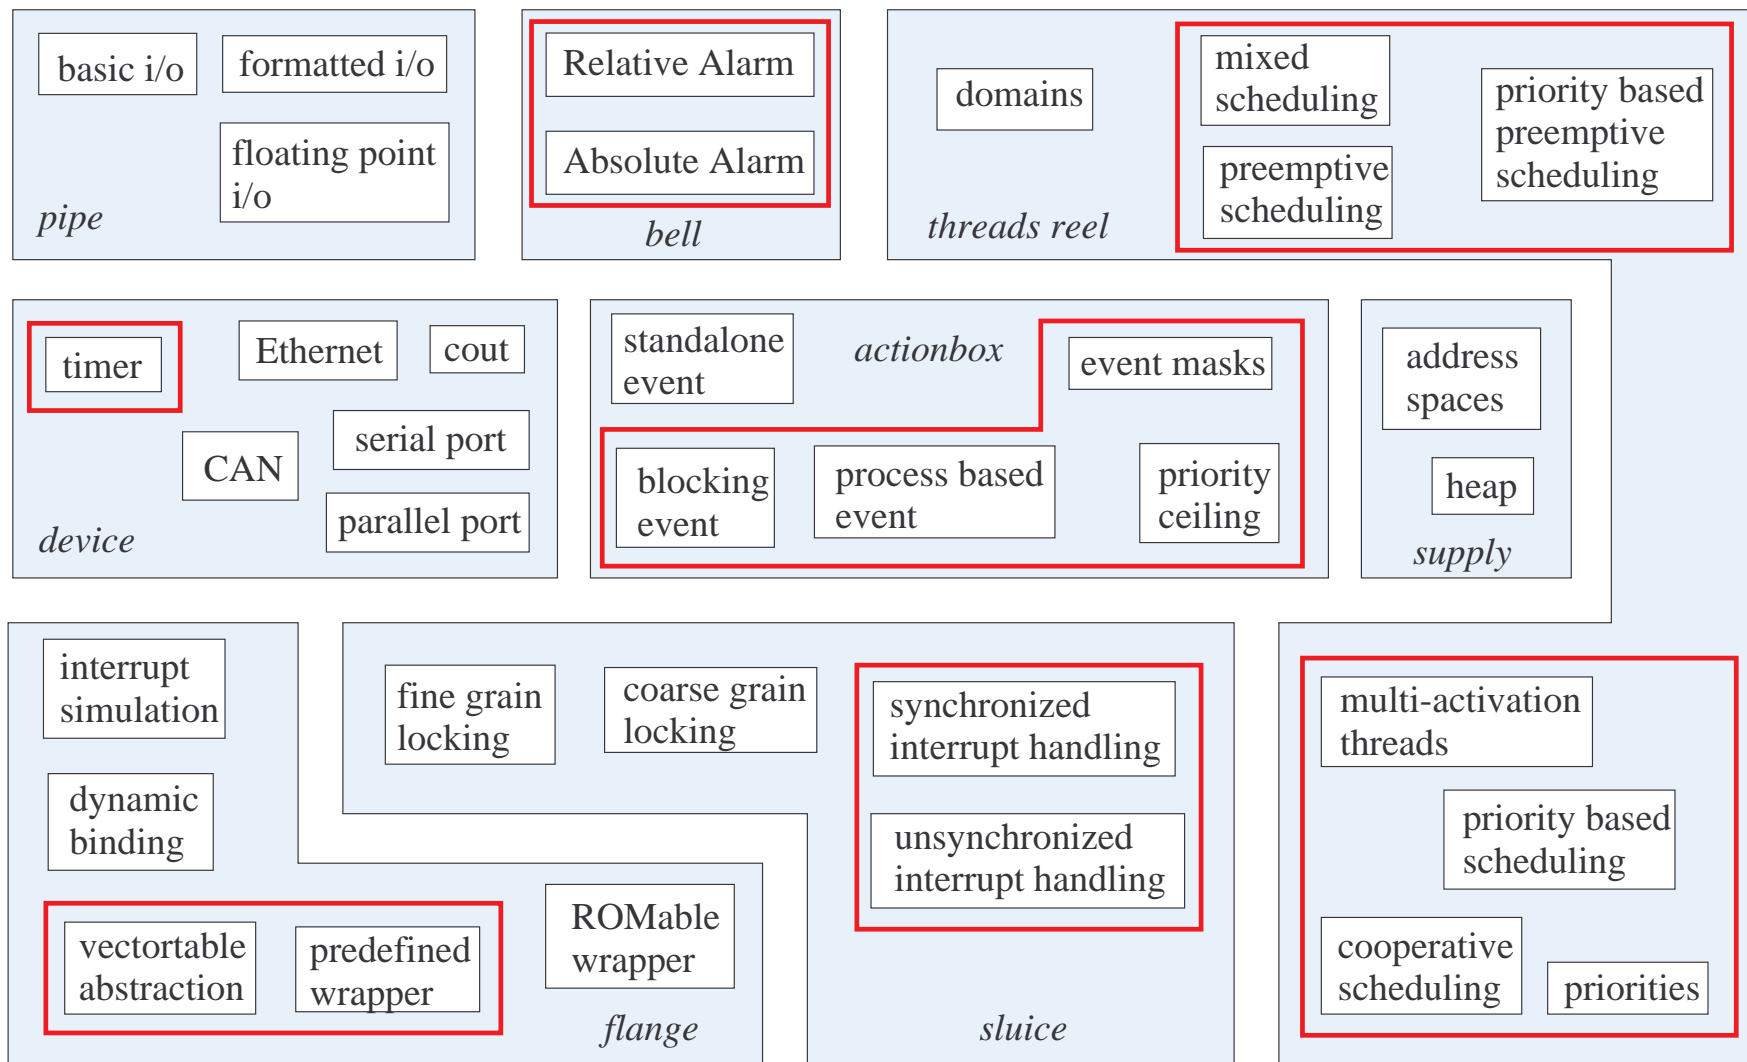 basic i/o
formatted i/o
floating point
i/o
pipe
Relative Alarm
Absolute Alarm
bell
domains
mixed
scheduling
preemptive
scheduling
priority based
preemptive
scheduling
threads reel
timer
Ethernet
cout
CAN
serial port
parallel port
device
standalone
event
actionbox
event masks
blocking
event
process based
event
priority
ceiling
address
spaces
heap
supply
interrupt
simulation
dynamic
binding
vectortable
abstraction
predefined
wrapper
ROMable
wrapper
flange
fine grain
locking
coarse grain
locking
synchronized
interrupt handling
unsynchronized
interrupt handling
sluice
multi-activation
threads
priority based
scheduling
cooperative
scheduling
priorities